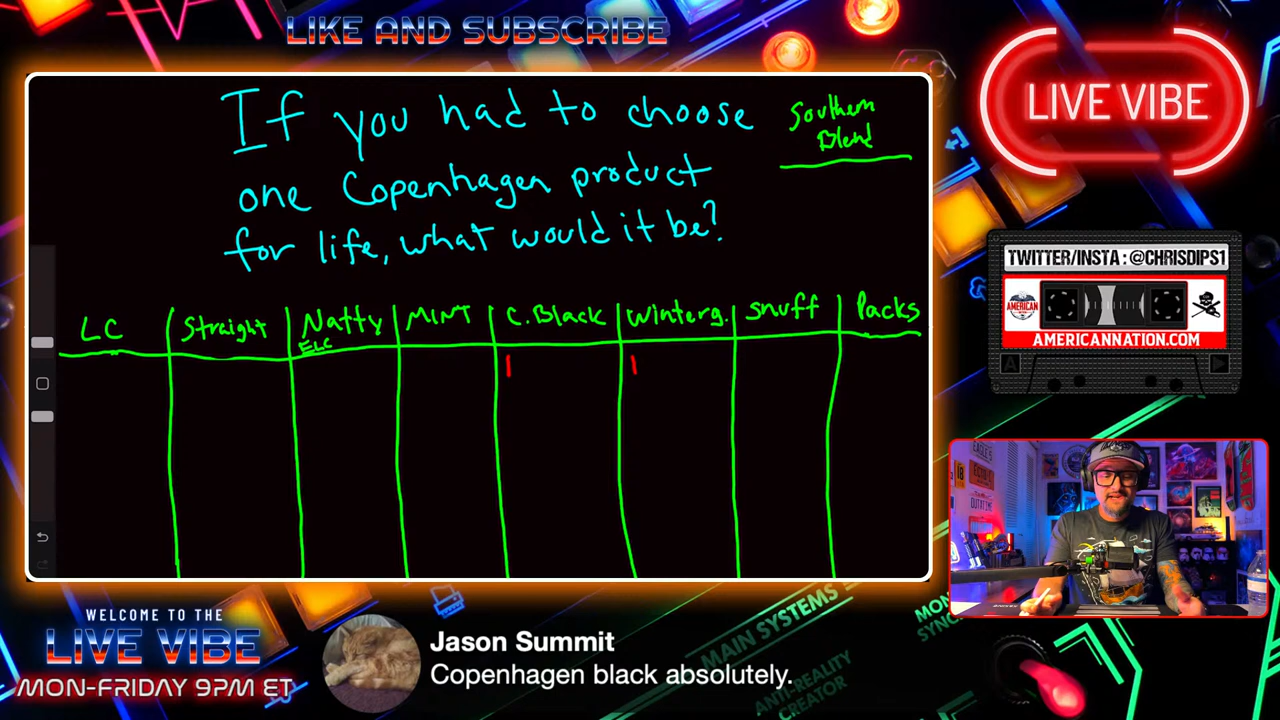 LIKE AND SUBSCRIBE
If you had to choose
one Copenhagen product
for life, what would it be?
Southern
Blend
LC
Straight
Natty
ELC
MINT
C. Black
Winterg.
Snuff
Packs
LIVE VIBE
TWITTER/INSTA : @CHRISDIPS1
AMERICAN
AMERICANNATION.COM
A
WELCOME TO THE
LIVE VIBE
MON-FRIDAY 9PM ET
Jason Summit
Copenhagen black absolutely.
MAIN SYSTEMS
ANTI-REALITY
CREATOR